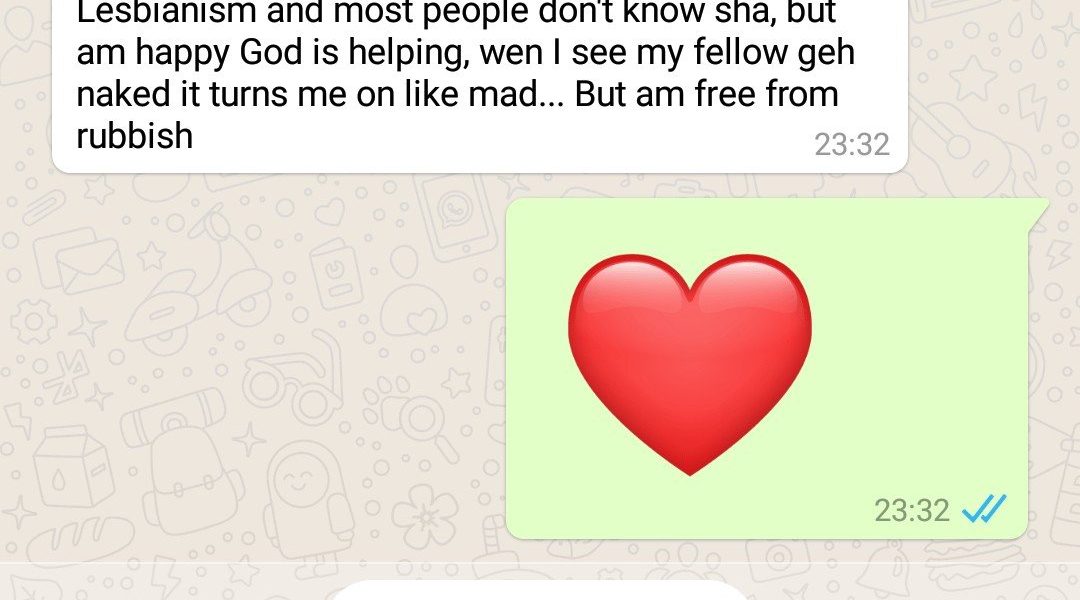 Lesbianism and most people don't know sha, but
am happy God is helping, wen I see my fellow geh
naked it turns me on like mad... But am free from
rubbish
23:32
23:32